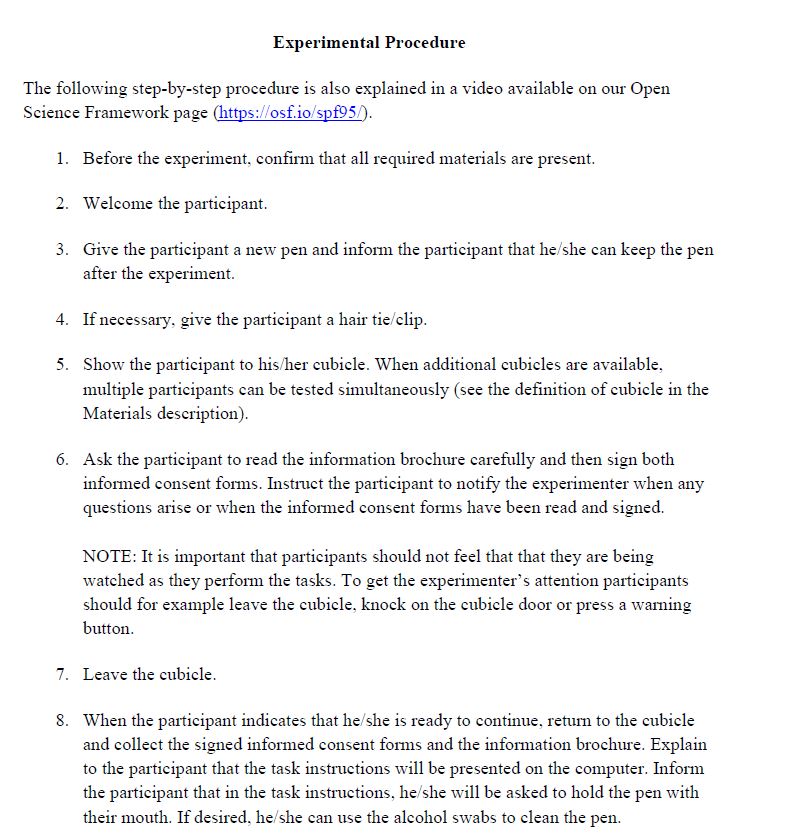 Experimental Procedure
The following step-by-step procedure is also explained in a video available on our Open
Science Framework page (https://osf.io/spf95/).
1. Before the experiment, confirm that all required materials are present.
2. Welcome the participant.
3. Give the participant a new pen and inform the participant that he/she can keep the pen
after the experiment.
4. If necessary, give the participant a hair tie/clip.
5. Show the participant to his/her cubicle. When additional cubicles are available,
multiple participants can be tested simultaneously (see the definition of cubicle in the
Materials description).
6. Ask the participant to read the information brochure carefully and then sign both
informed consent forms. Instruct the participant to notify the experimenter when any
questions arise or when the informed consent forms have been read and signed.
NOTE: It is important that participants should not feel that that they are being
watched as they perform the tasks. To get the experimenter’s attention participants
should for example leave the cubicle, knock on the cubicle door or press a warning
button.
7. Leave the cubicle.
8. When the participant indicates that he/she is ready to continue, return to the cubicle
and collect the signed informed consent forms and the information brochure. Explain
to the participant that the task instructions will be presented on the computer. Inform
the participant that in the task instructions, he/she will be asked to hold the pen with
their mouth. If desired, he/she can use the alcohol swabs to clean the pen.